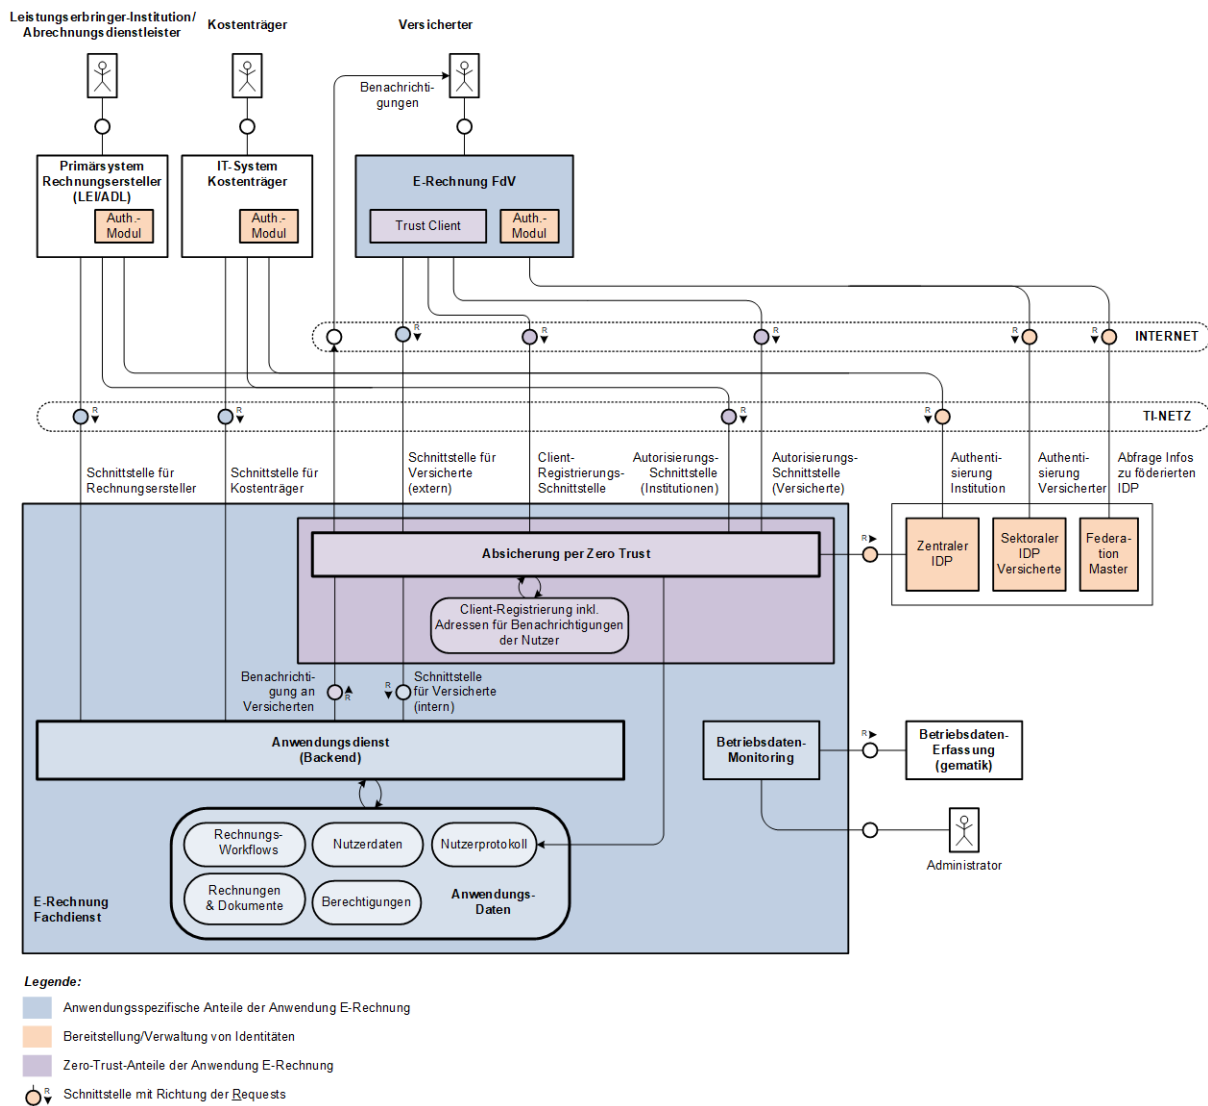 Leistungserbringer-Institution/
Abrechnungsdienstleister
Kostenträger
Versicherter
Benachrichti-
gungen
Primärsystem
Rechnungsersteller
(LEI/ADL)
Auth.-
Modul
IT-System
Kostenträger
Auth.-
Modul
E-Rechnung FdV
Trust Client
Auth.-
Modul
R
R
R
R
R
INTERNET
R
R
R
R
TI-NETZ
Schnittstelle für
Rechnungsersteller
Schnittstelle für
Kostenträger
Schnittstelle für
Versicherte
(extern)
Client-
Registrierungs-
Schnittstelle
Autorisierungs-
Schnittstelle
(Institutionen)
Autorisierungs-
Schnittstelle
(Versicherte)
Authenti-
sierung
Institution
Authenti-
sierung
Versicherter
Abfrage Infos
zu föderierten
IDP
Absicherung per Zero Trust
R
Zentraler
IDP
Sektoraler
IDP
Versicherte
Federa-
tion
Master
Client-Registrierung inkl.
Adressen für Benachrichtigungen
der Nutzer
Benachrichti-
gung an
Versicherten
R
R
Schnittstelle
für Versicherte
(intern)
Anwendungsdienst
(Backend)
Betriebsdaten-
Monitoring
R
Betriebsdaten-
Erfassung
(gematik)
Rechnungs-
Workflows
Nutzerdaten
Nutzerprotokoll
Rechnungen
& Dokumente
Berechtigungen
Anwendungs-
Daten
Administrator
E-Rechnung
Fachdienst
Legende:
Anwendungsspezifische Anteile der Anwendung E-Rechnung
Bereitstellung/Verwaltung von Identitäten
Zero-Trust-Anteile der Anwendung E-Rechnung
R
Schnittstelle mit Richtung der Requests